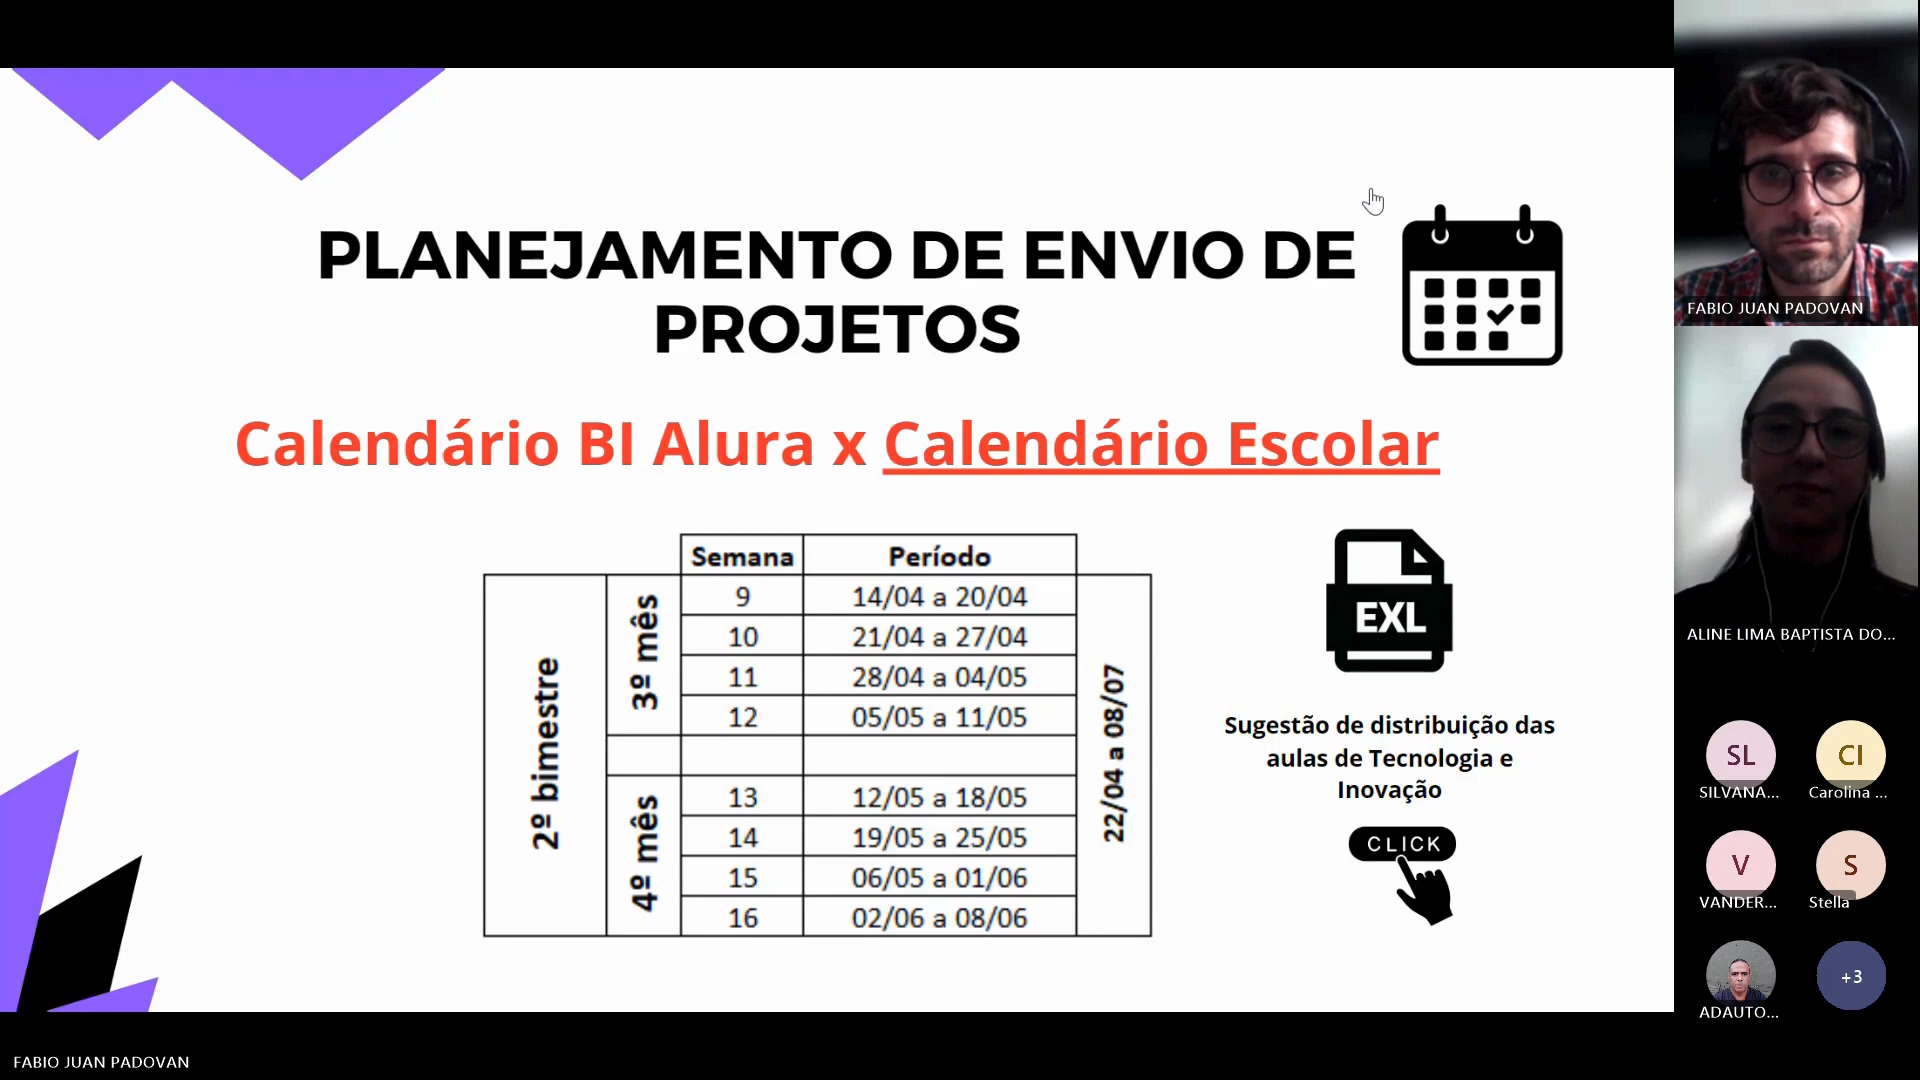 PLANEJAMENTO DE ENVIO DE
PROJETOS
Calendário BI Alura x Calendário Escolar
Semana Período
2º bimestre
3º mês
9 14/04 a 20/04
10 21/04 a 27/04
11 28/04 a 04/05
12 05/05 a 11/05
4º mês
13 12/05 a 18/05
14 19/05 a 25/05
15 06/05 a 01/06
16 02/06 a 08/06
22/04 a 08/07
EXL
Sugestão de distribuição das
aulas de Tecnologia e
Inovação
CLICK
FABIO JUAN PADOVAN
ALINE LIMA BAPTISTA DO...
SL
SILVANA...
CI
Carolina ...
V
VANDER...
S
Stella
ADAUTO...
+3
FABIO JUAN PADOVAN